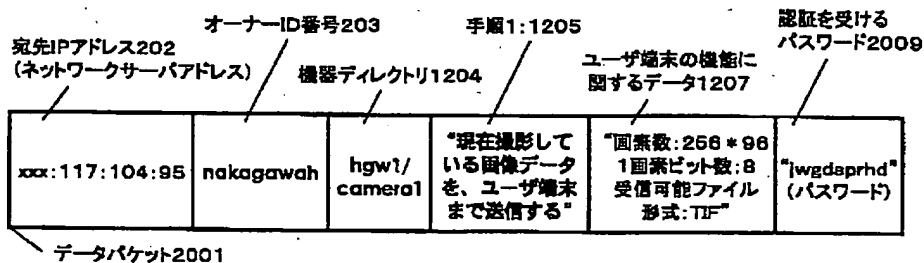 宛先IPアドレス202
(ネットワークサーバアドレス)
オーナーID番号203
機器ディレクトリ1204
手順1:1205
ユーザ端末の機能に
関するデータ1207
認証を受ける
パスワード2009
xxx:117:104:95
nakagawah
hgw1/
camera1
"現在撮影して
いる画像データ
を、ユーザ端末
まで送信する"
"画素数:256*96
1画素ビット数:8
受信可能ファイル
形式:TIF"
"jwgdaprhd"
(パスワード)
データパケット2001